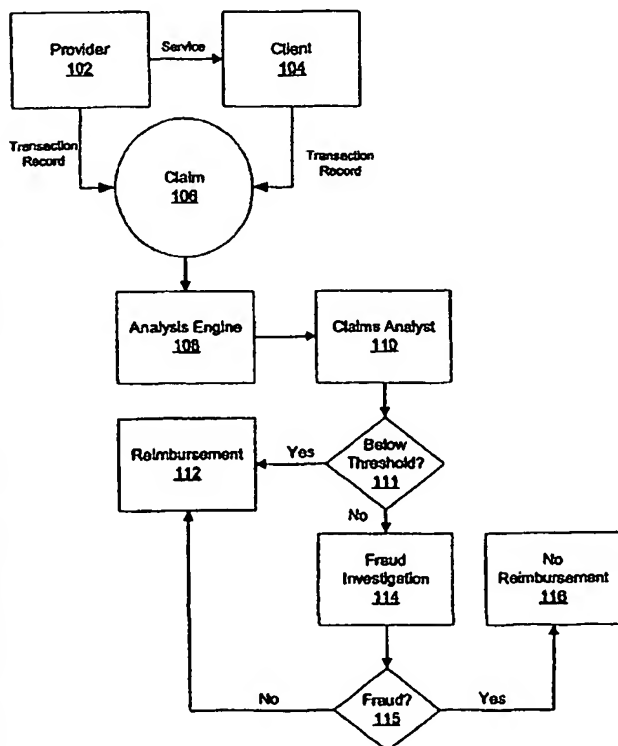 Provider
102
Service
Client
104
Transaction
Record
Claim
106
Transaction
Record
Analysis Engine
108
Claims Analyst
110
Reimbursement
112
Yes
Below
Threshold?
111
No
Fraud
Investigation
114
No
Reimbursement
116
No
Fraud?
115
Yes